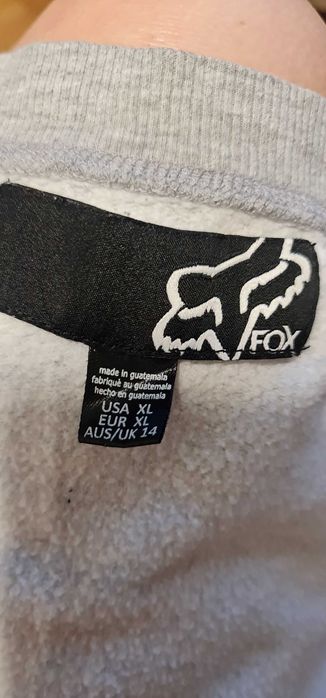 FOX
made in guatemala
fabriqué au guatemala
hecho en guatemala
USA XL
EUR XL
AUS/UK 14